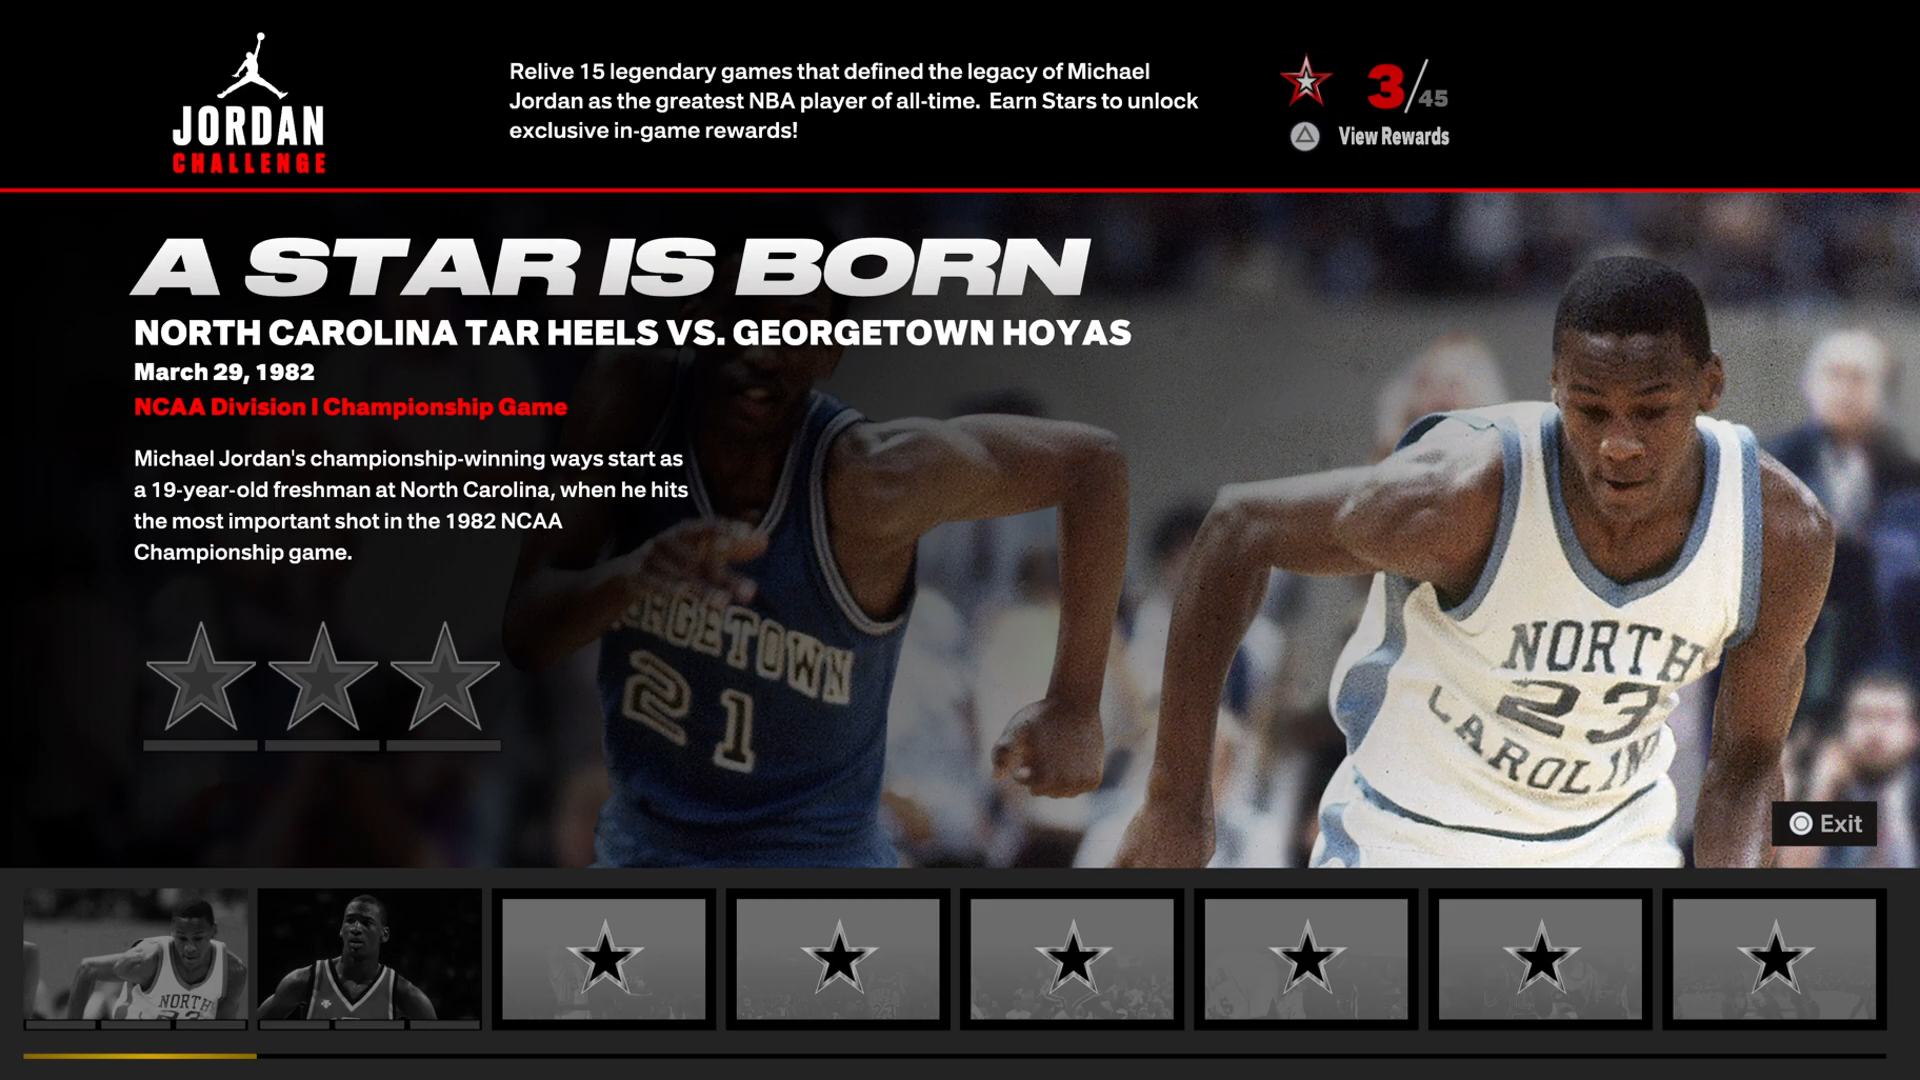 JORDAN
CHALLENGE
Relive 15 legendary games that defined the legacy of Michael
Jordan as the greatest NBA player of all-time. Earn Stars to unlock
exclusive in-game rewards!
3/45
View Rewards
A STAR IS BORN
NORTH CAROLINA TAR HEELS VS. GEORGETOWN HOYAS
March 29, 1982
NCAA Division I Championship Game
Michael Jordan's championship-winning ways start as
a 19-year-old freshman at North Carolina, when he hits
the most important shot in the 1982 NCAA
Championship game.
RGETOWN
21
NORTH
23
CAROLIN
Exit
NORTH
23